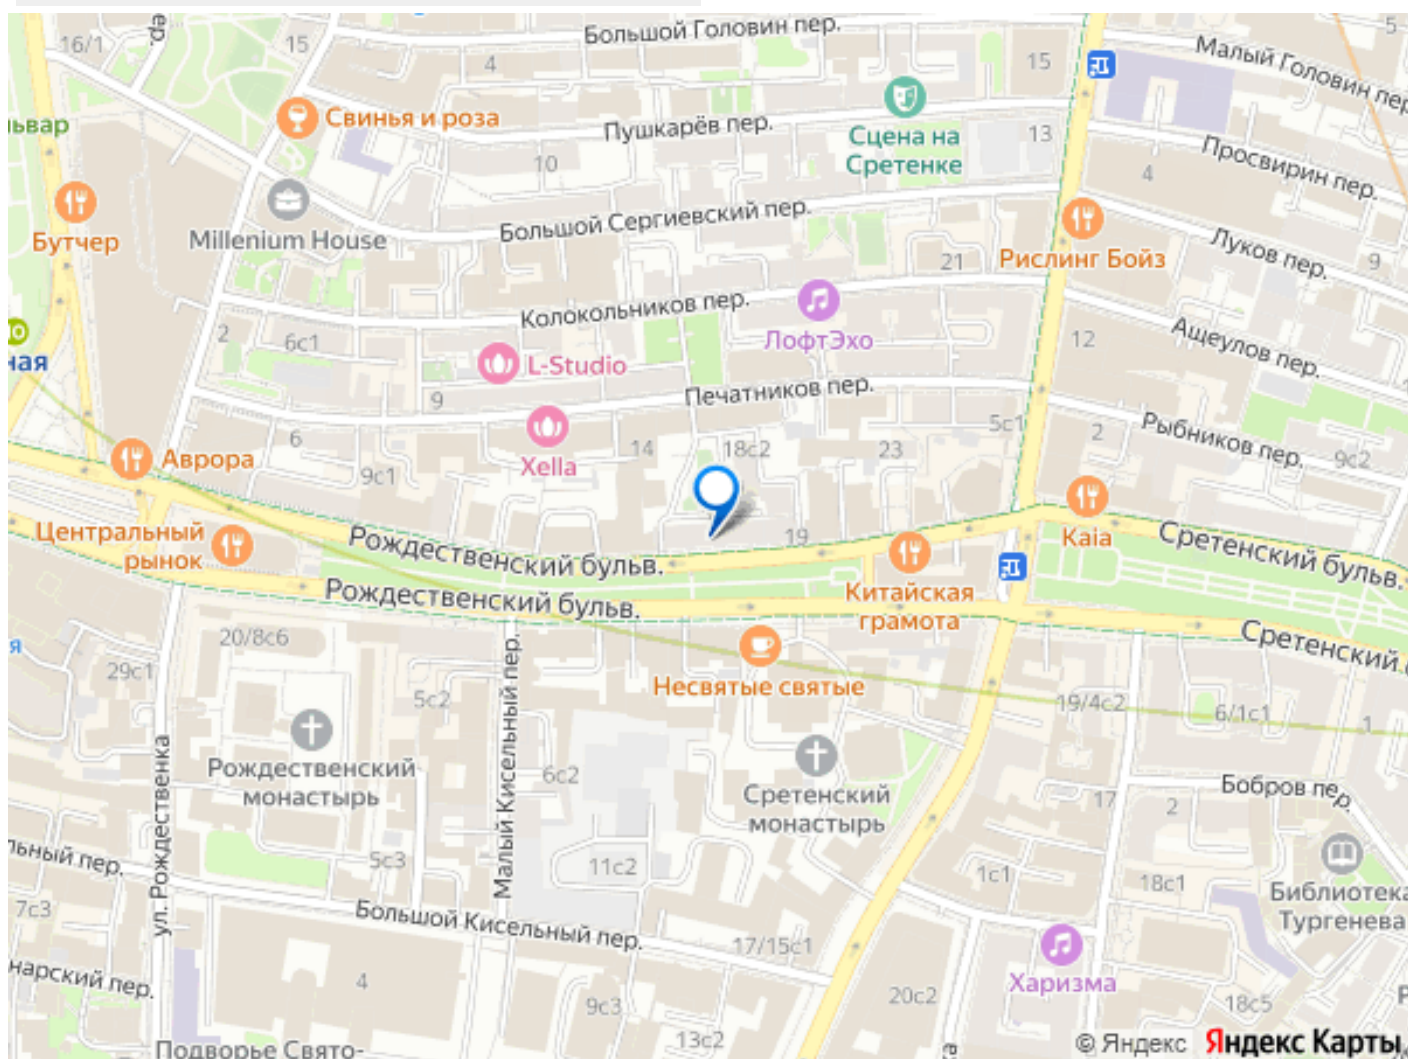 Большой Головин пер.
16/1
15
4
15
Малый Головин пер
Свинья и роза
Пушкарёв пер.
Сцена на
Сретенке
13
Просвирин пер.
10
4
Бутчер
Millenium House
Большой Сергиевский пер.
Рислинг Бойз
Луков пер.
9
21
Колокольников пер.
2
6с1
ЛофтЭхо
12
Ащеулов пер.
L-Studio
Печатников пер.
9
5с1
2
Рыбников пер.
6
14
18с2
23
9с2
Аврора
9с1
Xella
Центральный
рынок
Рождественский бульв.
19
Kaia
Сретенский бульв.
Рождественский бульв.
Китайская
грамота
20/8с6
Сретенский
29с1
Малый Кисельный пер.
5с2
Несвятые святые
19/4с2
6/1с1
1
ул. Рождественка
Рождественский
монастырь
6с2
Сретенский
монастырь
17
2
Бобров пер.
5с3
11с2
1с1
18с1
Библиотека
Тургенева
7с3
Большой Кисельный пер.
17/15с1
4
9с3
20с2
Харизма
18с5
13с2
Подворье Свято-
© Яндекс
Яндекс Карты